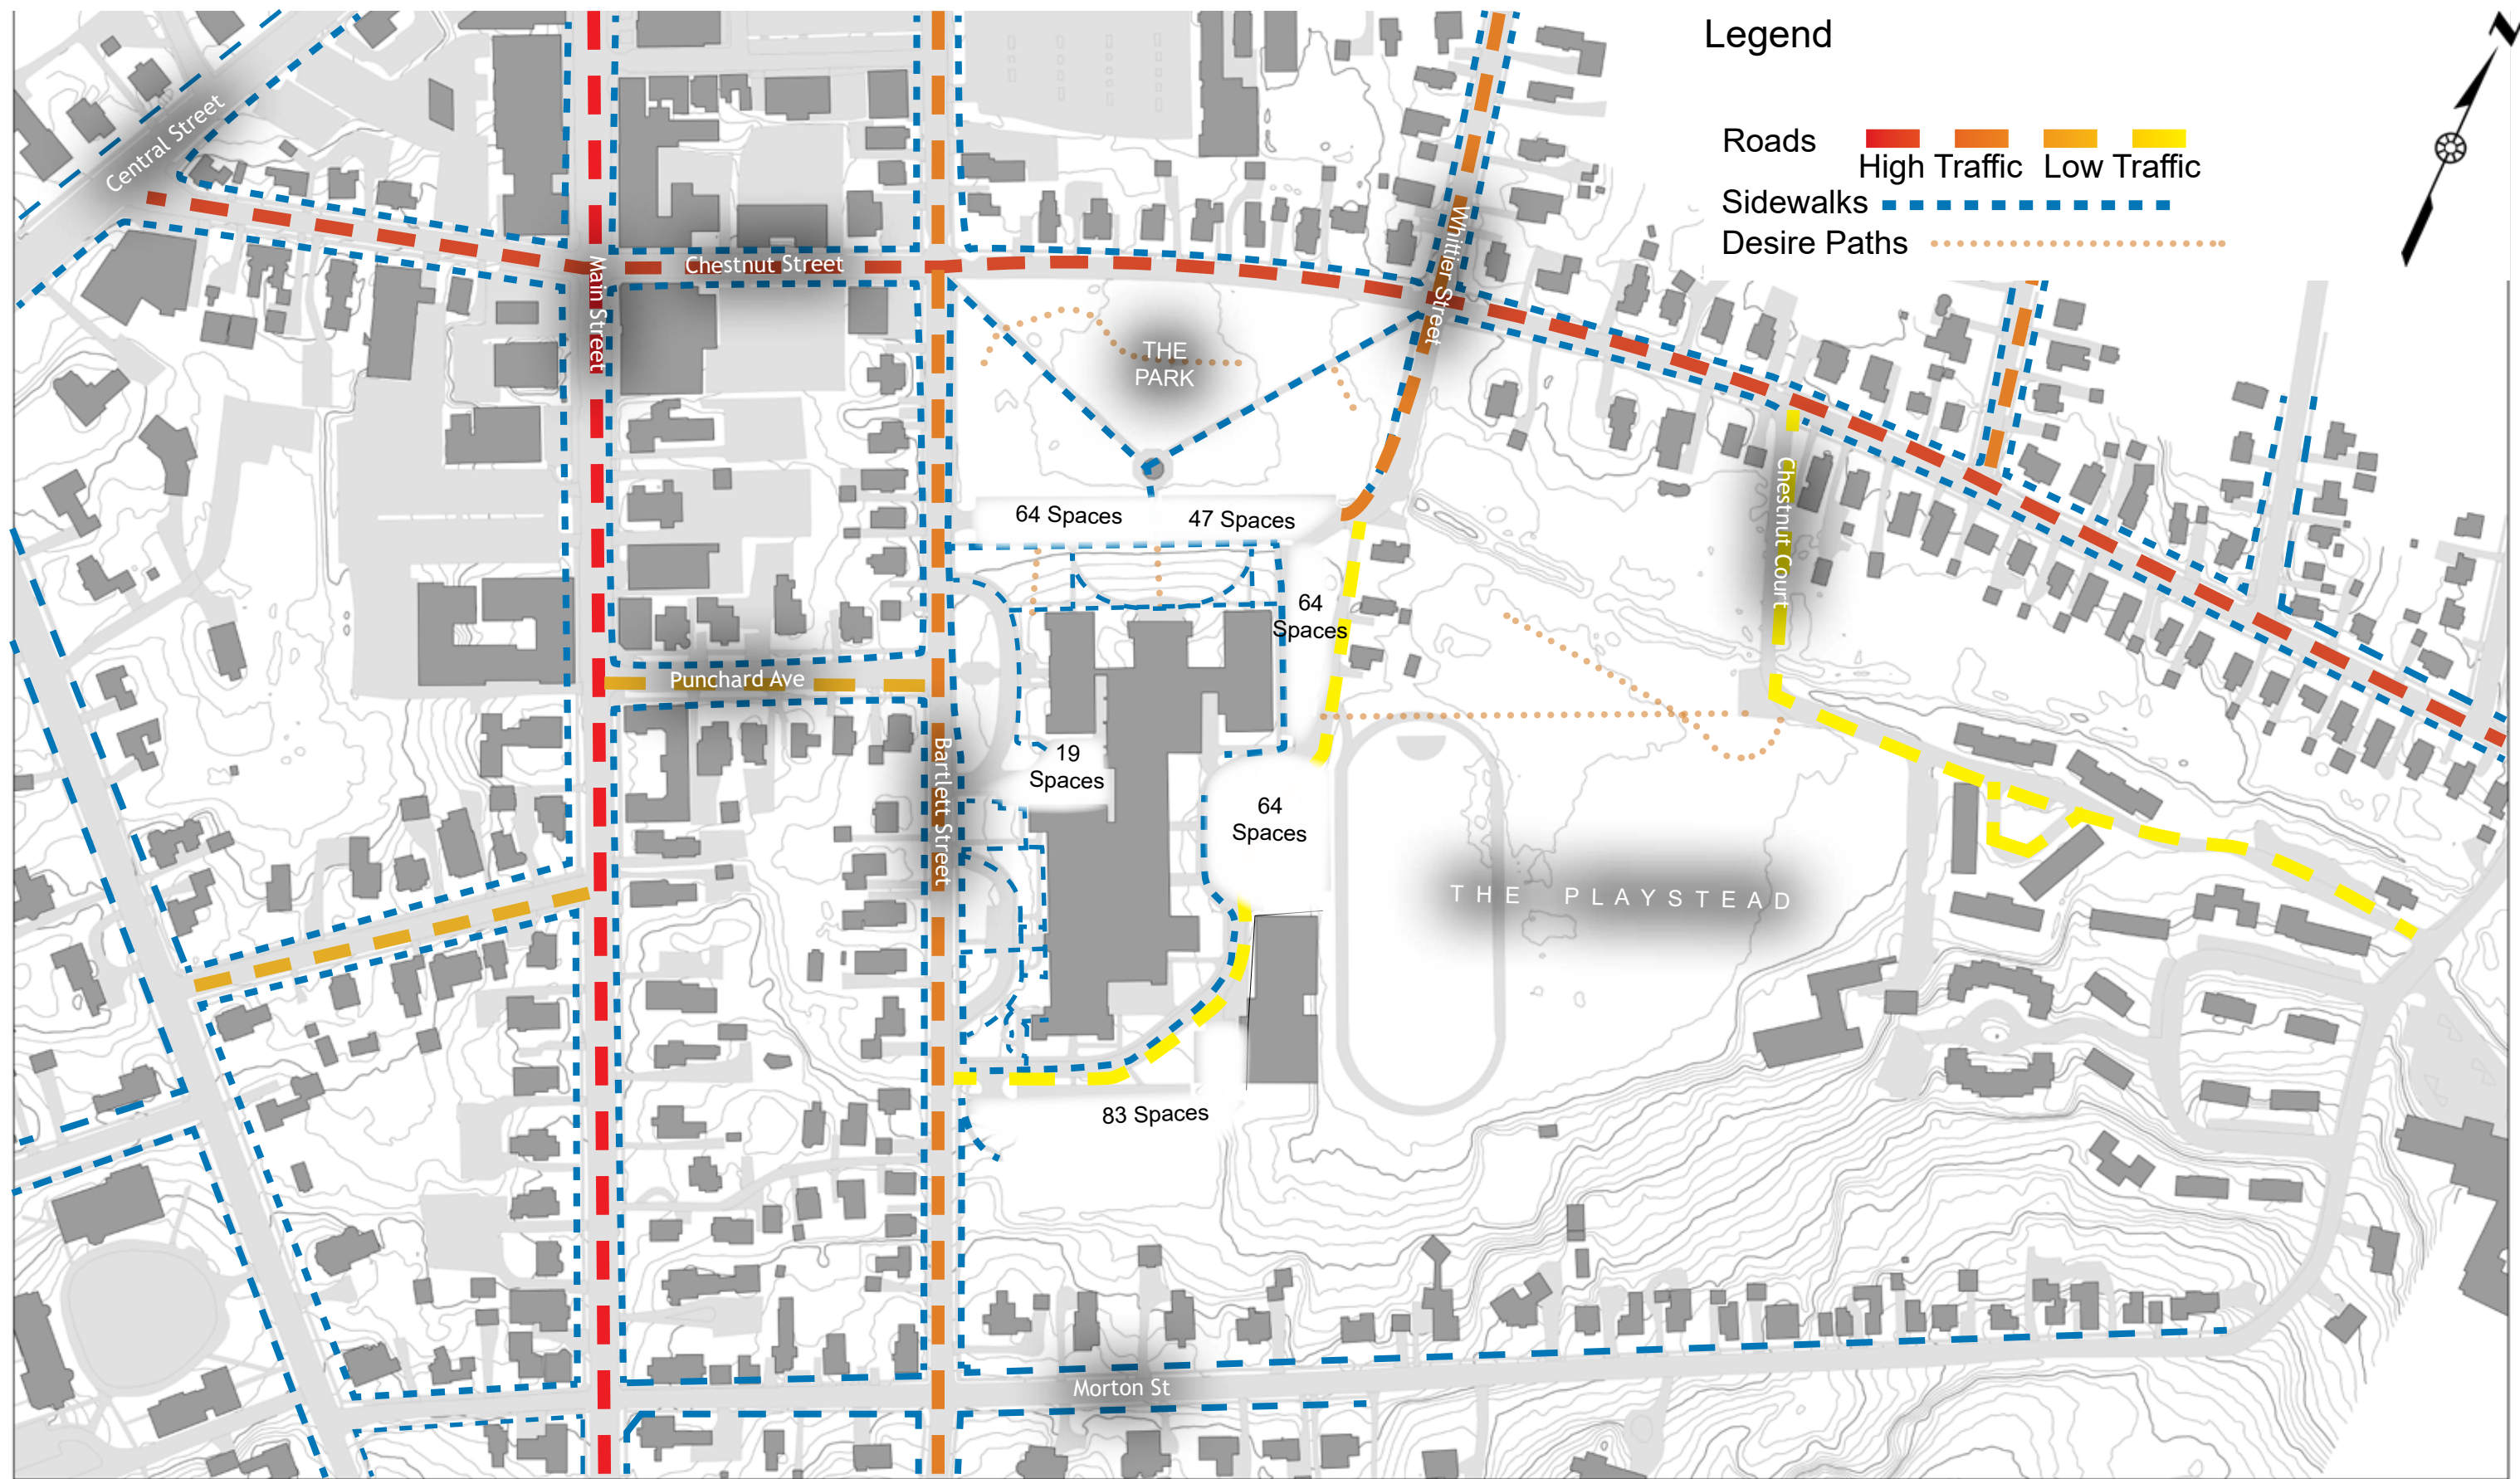 Legend
Roads
High Traffic Low Traffic
Sidewalks
Desire Paths
N
Central Street
Main Street
Chestnut Street
Whittier Street
THE
PARK
64 Spaces
47 Spaces
Chestnut Court
64
Spaces
Punchard Ave
Bartlett Street
19
Spaces
64
Spaces
THE PLAYSTEAD
83 Spaces
Morton St